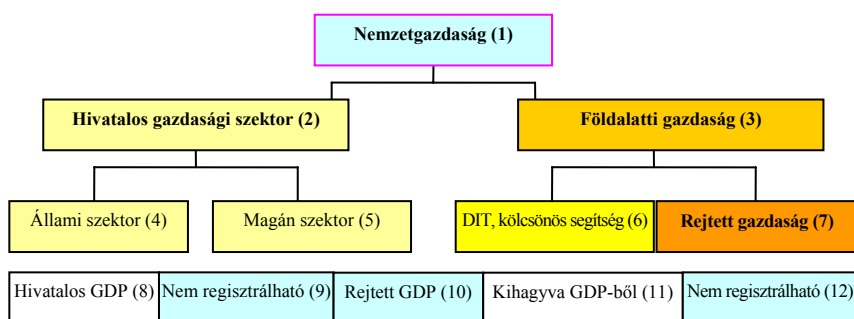 Nemzetgazdaság (1)
Hivatalos gazdasági szektor (2)
Földalatti gazdaság (3)
Állami szektor (4)
Magán szektor (5)
DIT, kölcsönös segítség (6)
Rejtett gazdaság (7)
Hivatalos GDP (8)
Nem regisztrálható (9)
Rejtett GDP (10)
Kihagyva GDP-ből (11)
Nem regisztrálható (12)